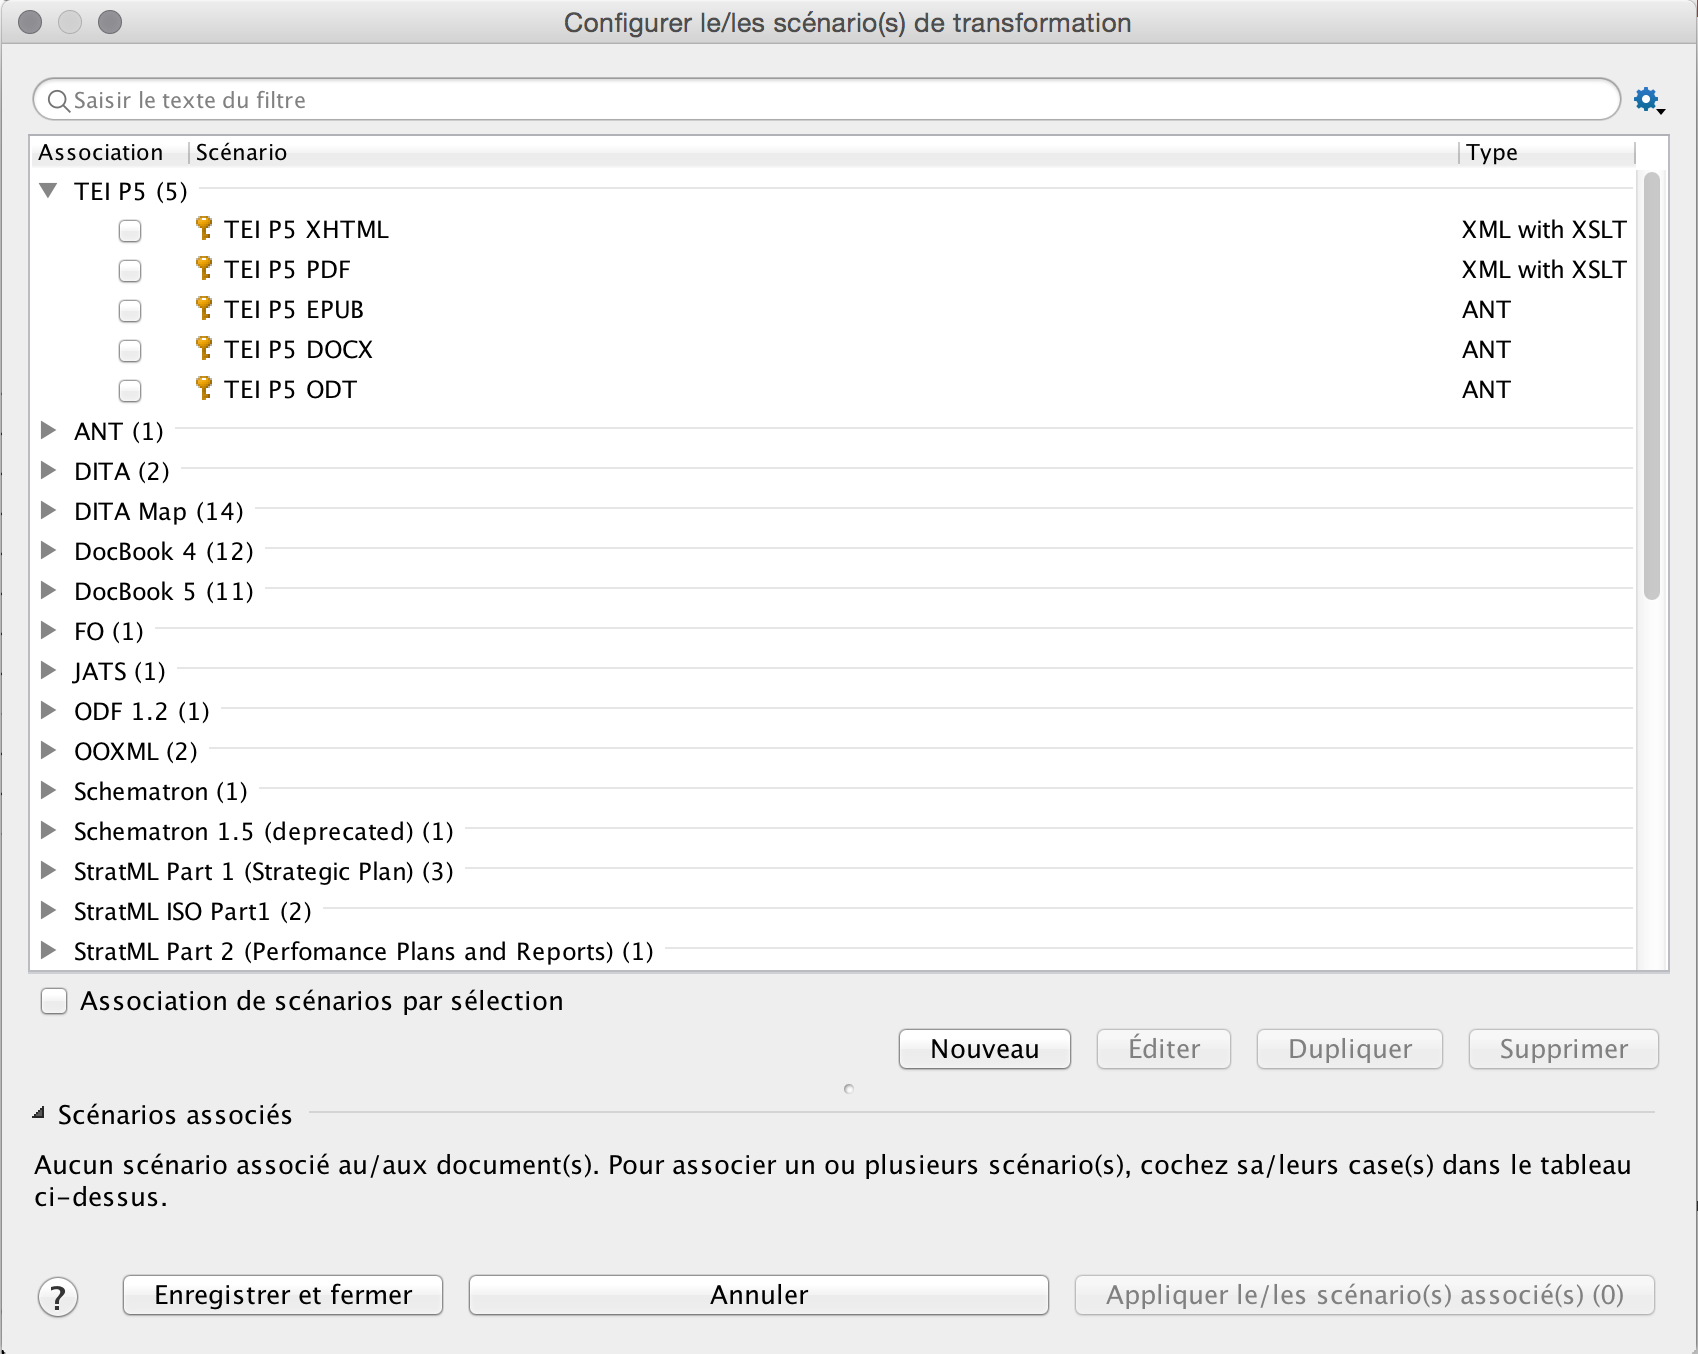 Configurer le/les scénario(s) de transformation
Saisir le texte du filtre
Association Scénario Type
TEI P5 (5)
TEI P5 XHTML XML with XSLT
TEI P5 PDF XML with XSLT
TEI P5 EPUB ANT
TEI P5 DOCX ANT
TEI P5 ODT ANT
ANT (1)
DITA (2)
DITA Map (14)
DocBook 4 (12)
DocBook 5 (11)
FO (1)
JATS (1)
ODF 1.2 (1)
OOXML (2)
Schematron (1)
Schematron 1.5 (deprecated) (1)
StratML Part 1 (Strategic Plan) (3)
StratML ISO Part1 (2)
StratML Part 2 (Perfomance Plans and Reports) (1)
Association de scénarios par sélection
Nouveau Éditer Dupliquer Supprimer
Scénarios associés
Aucun scénario associé au/aux document(s). Pour associer un ou plusieurs scénario(s), cochez sa/leurs case(s) dans le tableau
ci-dessus.
? Enregistrer et fermer Annuler Appliquer le/les scénario(s) associé(s) (0)